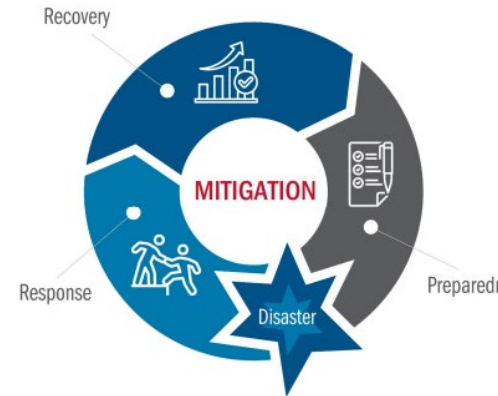 Recovery
MITIGATION
Response
Preparedn
Disaster